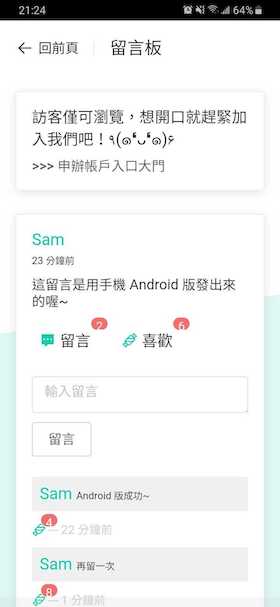 21:24
64%
← 回前頁
留言板
訪客僅可瀏覽，想開口就趕緊加
入我們吧！٩(๑❛ᴗ❛๑)۶
>>> 申辦帳戶入口大門
Sam
23 分鐘前
這留言是用手機 Android 版發出來
的喔~
2
留言
6
喜歡
輸入留言
留言
Sam Android 版成功~
4
— 22 分鐘前
Sam 再留一次
8
— 1 分鐘前